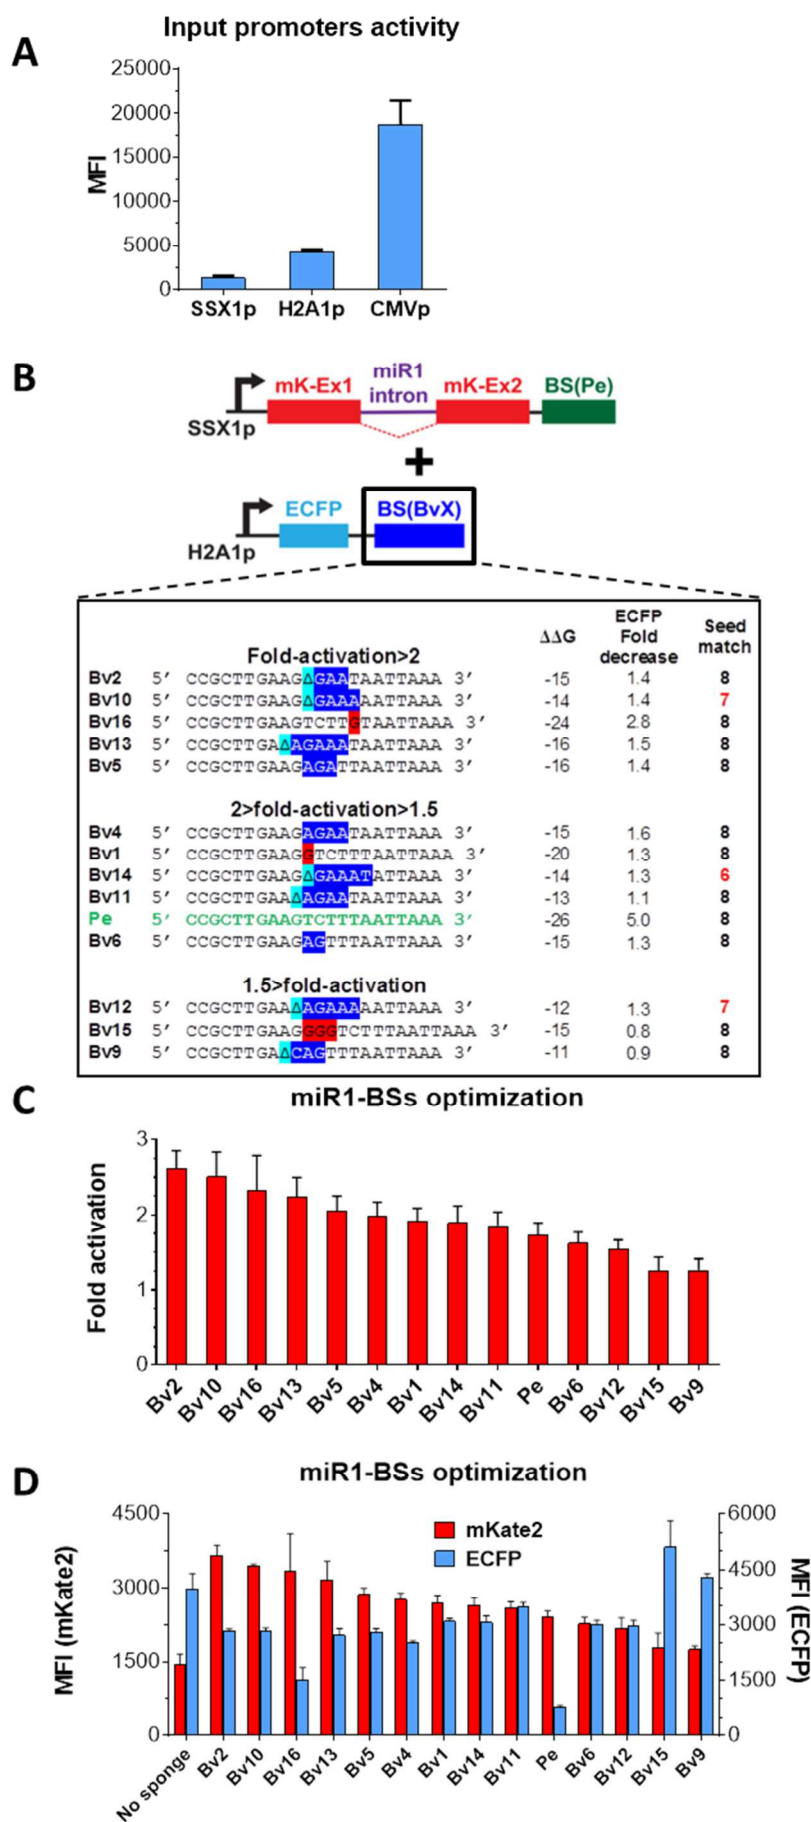 Input promoters activity
A
25000
20000
15000
10000
5000
0
MFI
SSX1p H2A1p CMVp
B
mK-Ex1 miR1 intron mK-Ex2 BS(Pe)
SSX1p
+
ECFP BS(BvX)
H2A1p
ΔΔG ECFP Fold decrease Seed match
Fold-activation>2
Bv2 5′ CCGCTTGAAGΔGAATAATTAAA 3′ -15 1.4 8
Bv10 5′ CCGCTTGAAGΔGAAAAATTAAA 3′ -14 1.4 7
Bv16 5′ CCGCTTGAAGTCTTGTAATTAAA 3′ -24 2.8 8
Bv13 5′ CCGCTTGAΔAGAAATAATTAAA 3′ -16 1.5 8
Bv5 5′ CCGCTTGAAGAGATTAATTAAA 3′ -16 1.4 8
2>fold-activation>1.5
Bv4 5′ CCGCTTGAAGAGAATAATTAAA 3′ -15 1.6 8
Bv1 5′ CCGCTTGAAGGTCTTTAATTAAA 3′ -20 1.3 8
Bv14 5′ CCGCTTGAAGΔGAAATATTAAA 3′ -14 1.3 6
Bv11 5′ CCGCTTGAAΔAGAATAATTAAA 3′ -13 1.1 8
Pe 5′ CCGCTTGAAGTCTTTAATTAAA 3′ -26 5.0 8
Bv6 5′ CCGCTTGAAGAGTTTAATTAAA 3′ -15 1.3 8
1.5>fold-activation
Bv12 5′ CCGCTTGAAΔAGAAAAATTAAA 3′ -12 1.3 7
Bv15 5′ CCGCTTGAAGGGGTCTTTAATTAAA 3′ -15 0.8 8
Bv9 5′ CCGCTTGAΔCAGTTTAATTAAA 3′ -11 0.9 8
C
miR1-BSs optimization
3
2
1
0
Fold activation
Bv2 Bv10 Bv16 Bv13 Bv5 Bv4 Bv1 Bv14 Bv11 Pe Bv6 Bv12 Bv15 Bv9
D
miR1-BSs optimization
4500
3000
1500
0
MFI (mKate2)
mKate2
ECFP
6000
4500
3000
1500
0
MFI (ECFP)
No sponge Bv2 Bv10 Bv16 Bv13 Bv5 Bv4 Bv1 Bv14 Bv11 Pe Bv6 Bv12 Bv15 Bv9